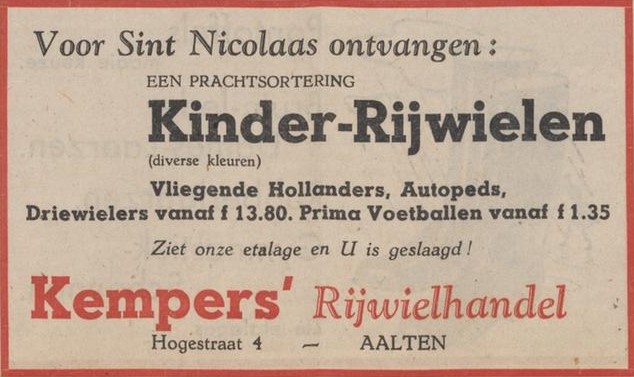 Voor Sint Nicolaas ontvangen:
EEN PRACHTSORTERING
Kinder-Rijwielen
(diverse kleuren)
Vliegende Hollanders, Autopeds,
Driewielers vanaf f 13.80. Prima Voetballen vanaf f 1.35
Ziet onze etalage en U is geslaagd!
Kempers' Rijwielhandel
Hogestraat 4 — AALTEN